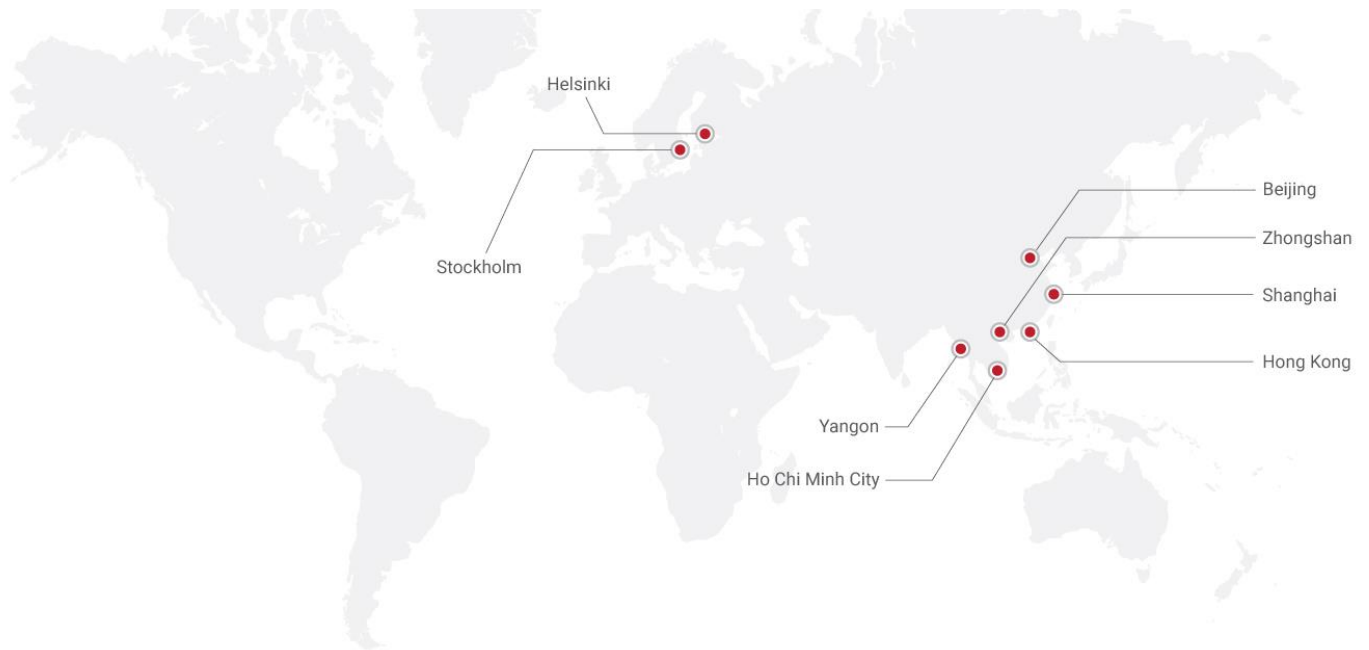 Helsinki
Beijing
Zhongshan
Stockholm
Shanghai
Hong Kong
Yangon
Ho Chi Minh City